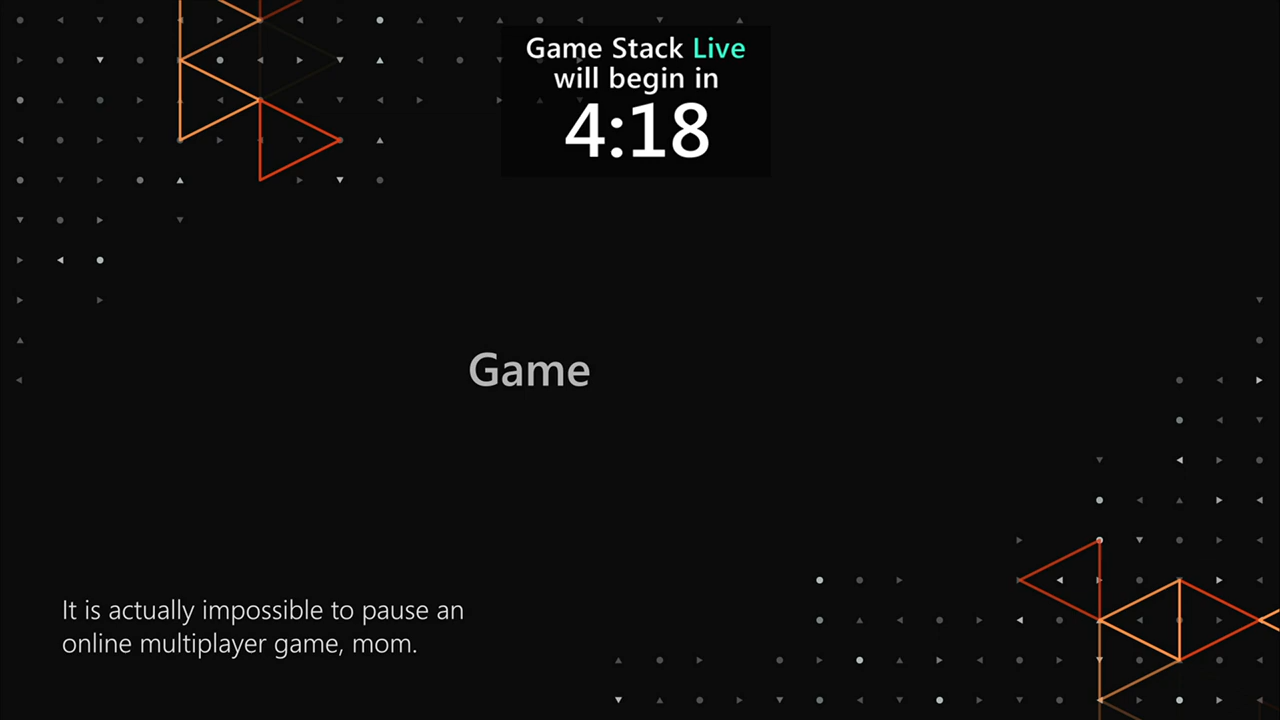 Game Stack Live
will begin in
4:18
Game
It is actually impossible to pause an
online multiplayer game, mom.